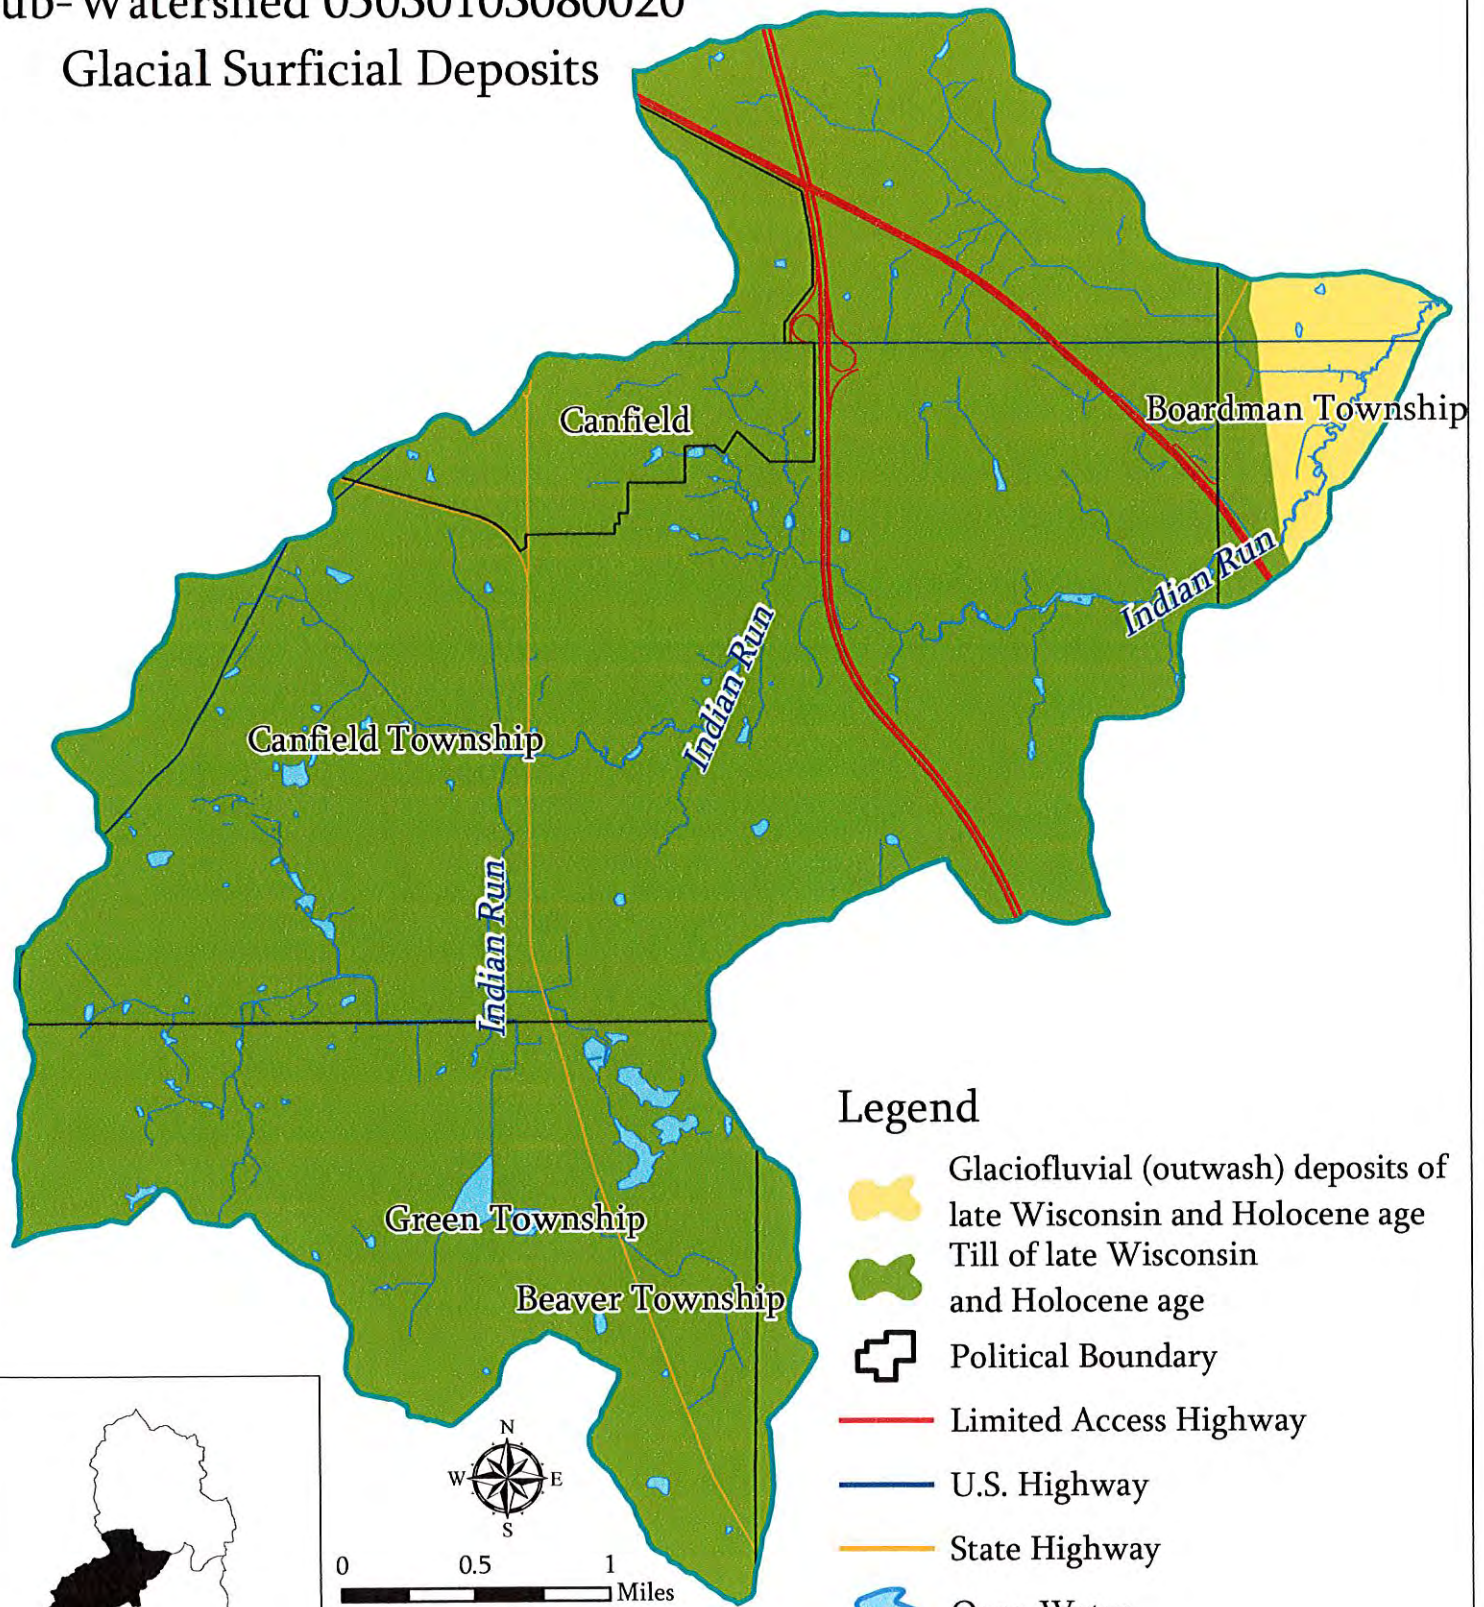 Glacial Surficial Deposits
Canfield
Boardman Township
Indian Run
Indian Run
Canfield Township
Indian Run
Green Township
Beaver Township
Legend
Glaciofluvial (outwash) deposits of
late Wisconsin and Holocene age
Till of late Wisconsin
and Holocene age
Political Boundary
Limited Access Highway
U.S. Highway
State Highway
N
W E
S
0 0.5 1
Miles